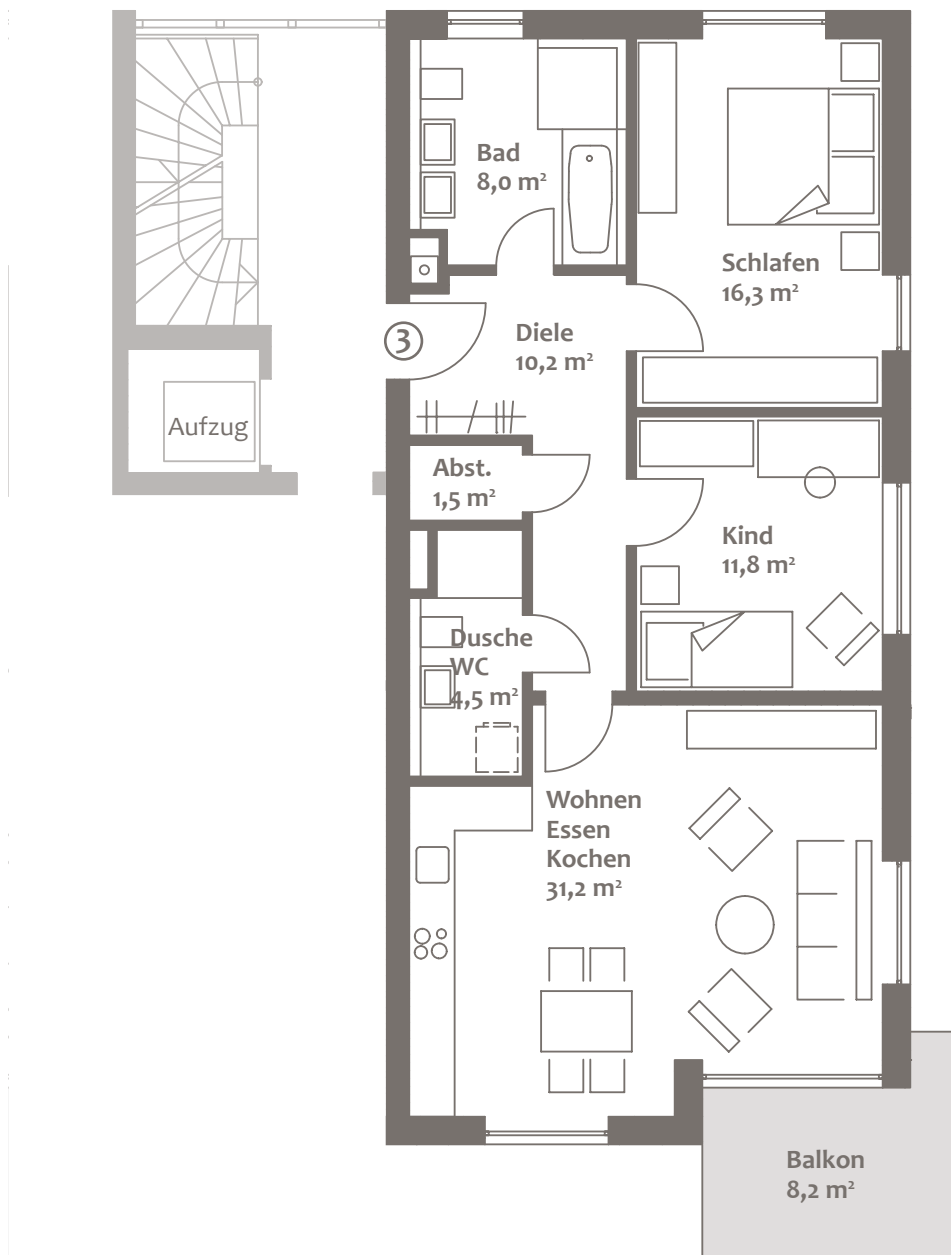 Bad
8,0 m²
Schlafen
16,3 m²
3
Diele
10,2 m²
Aufzug
Abst.
1,5 m²
Kind
11,8 m²
Dusche
WC
4,5 m²
Wohnen
Essen
Kochen
31,2 m²
Balkon
8,2 m²